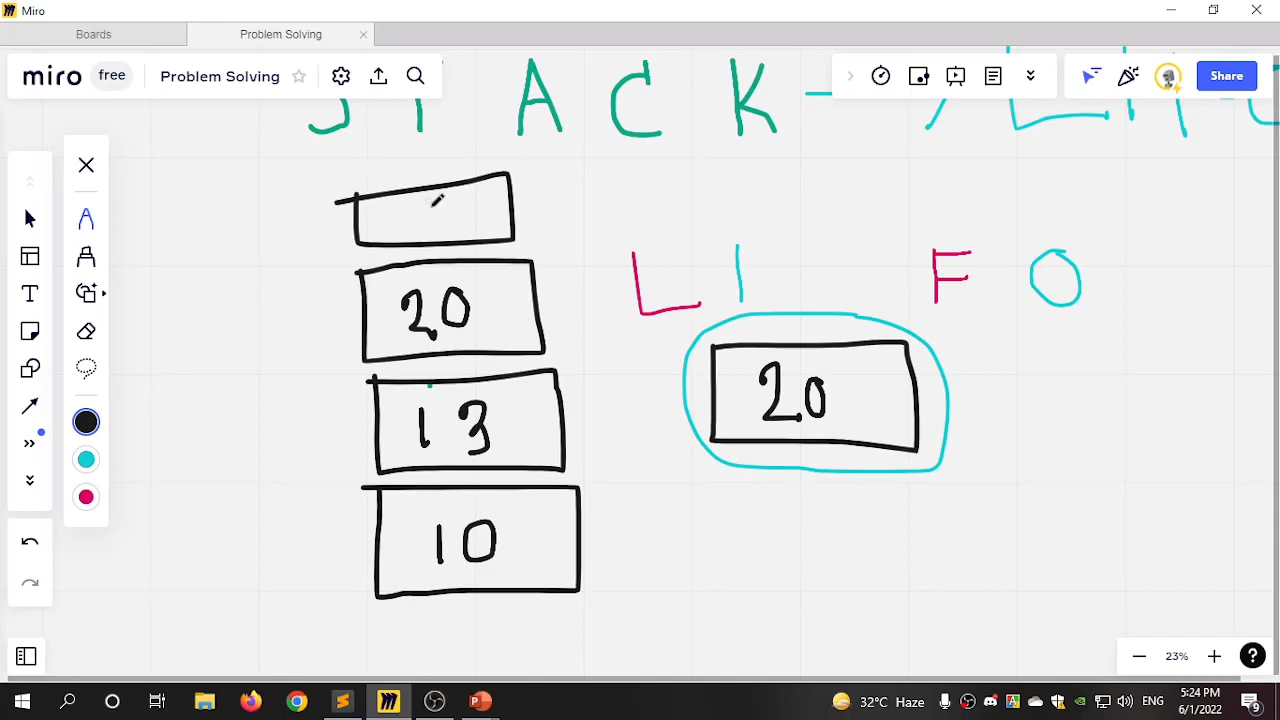 Miro
Boards
Problem Solving
miro
free
Problem Solving
Share
S T A C K -
L I F O
20
20
13
10
23%
32°C Haze
ENG
5:24 PM
6/1/2022
9